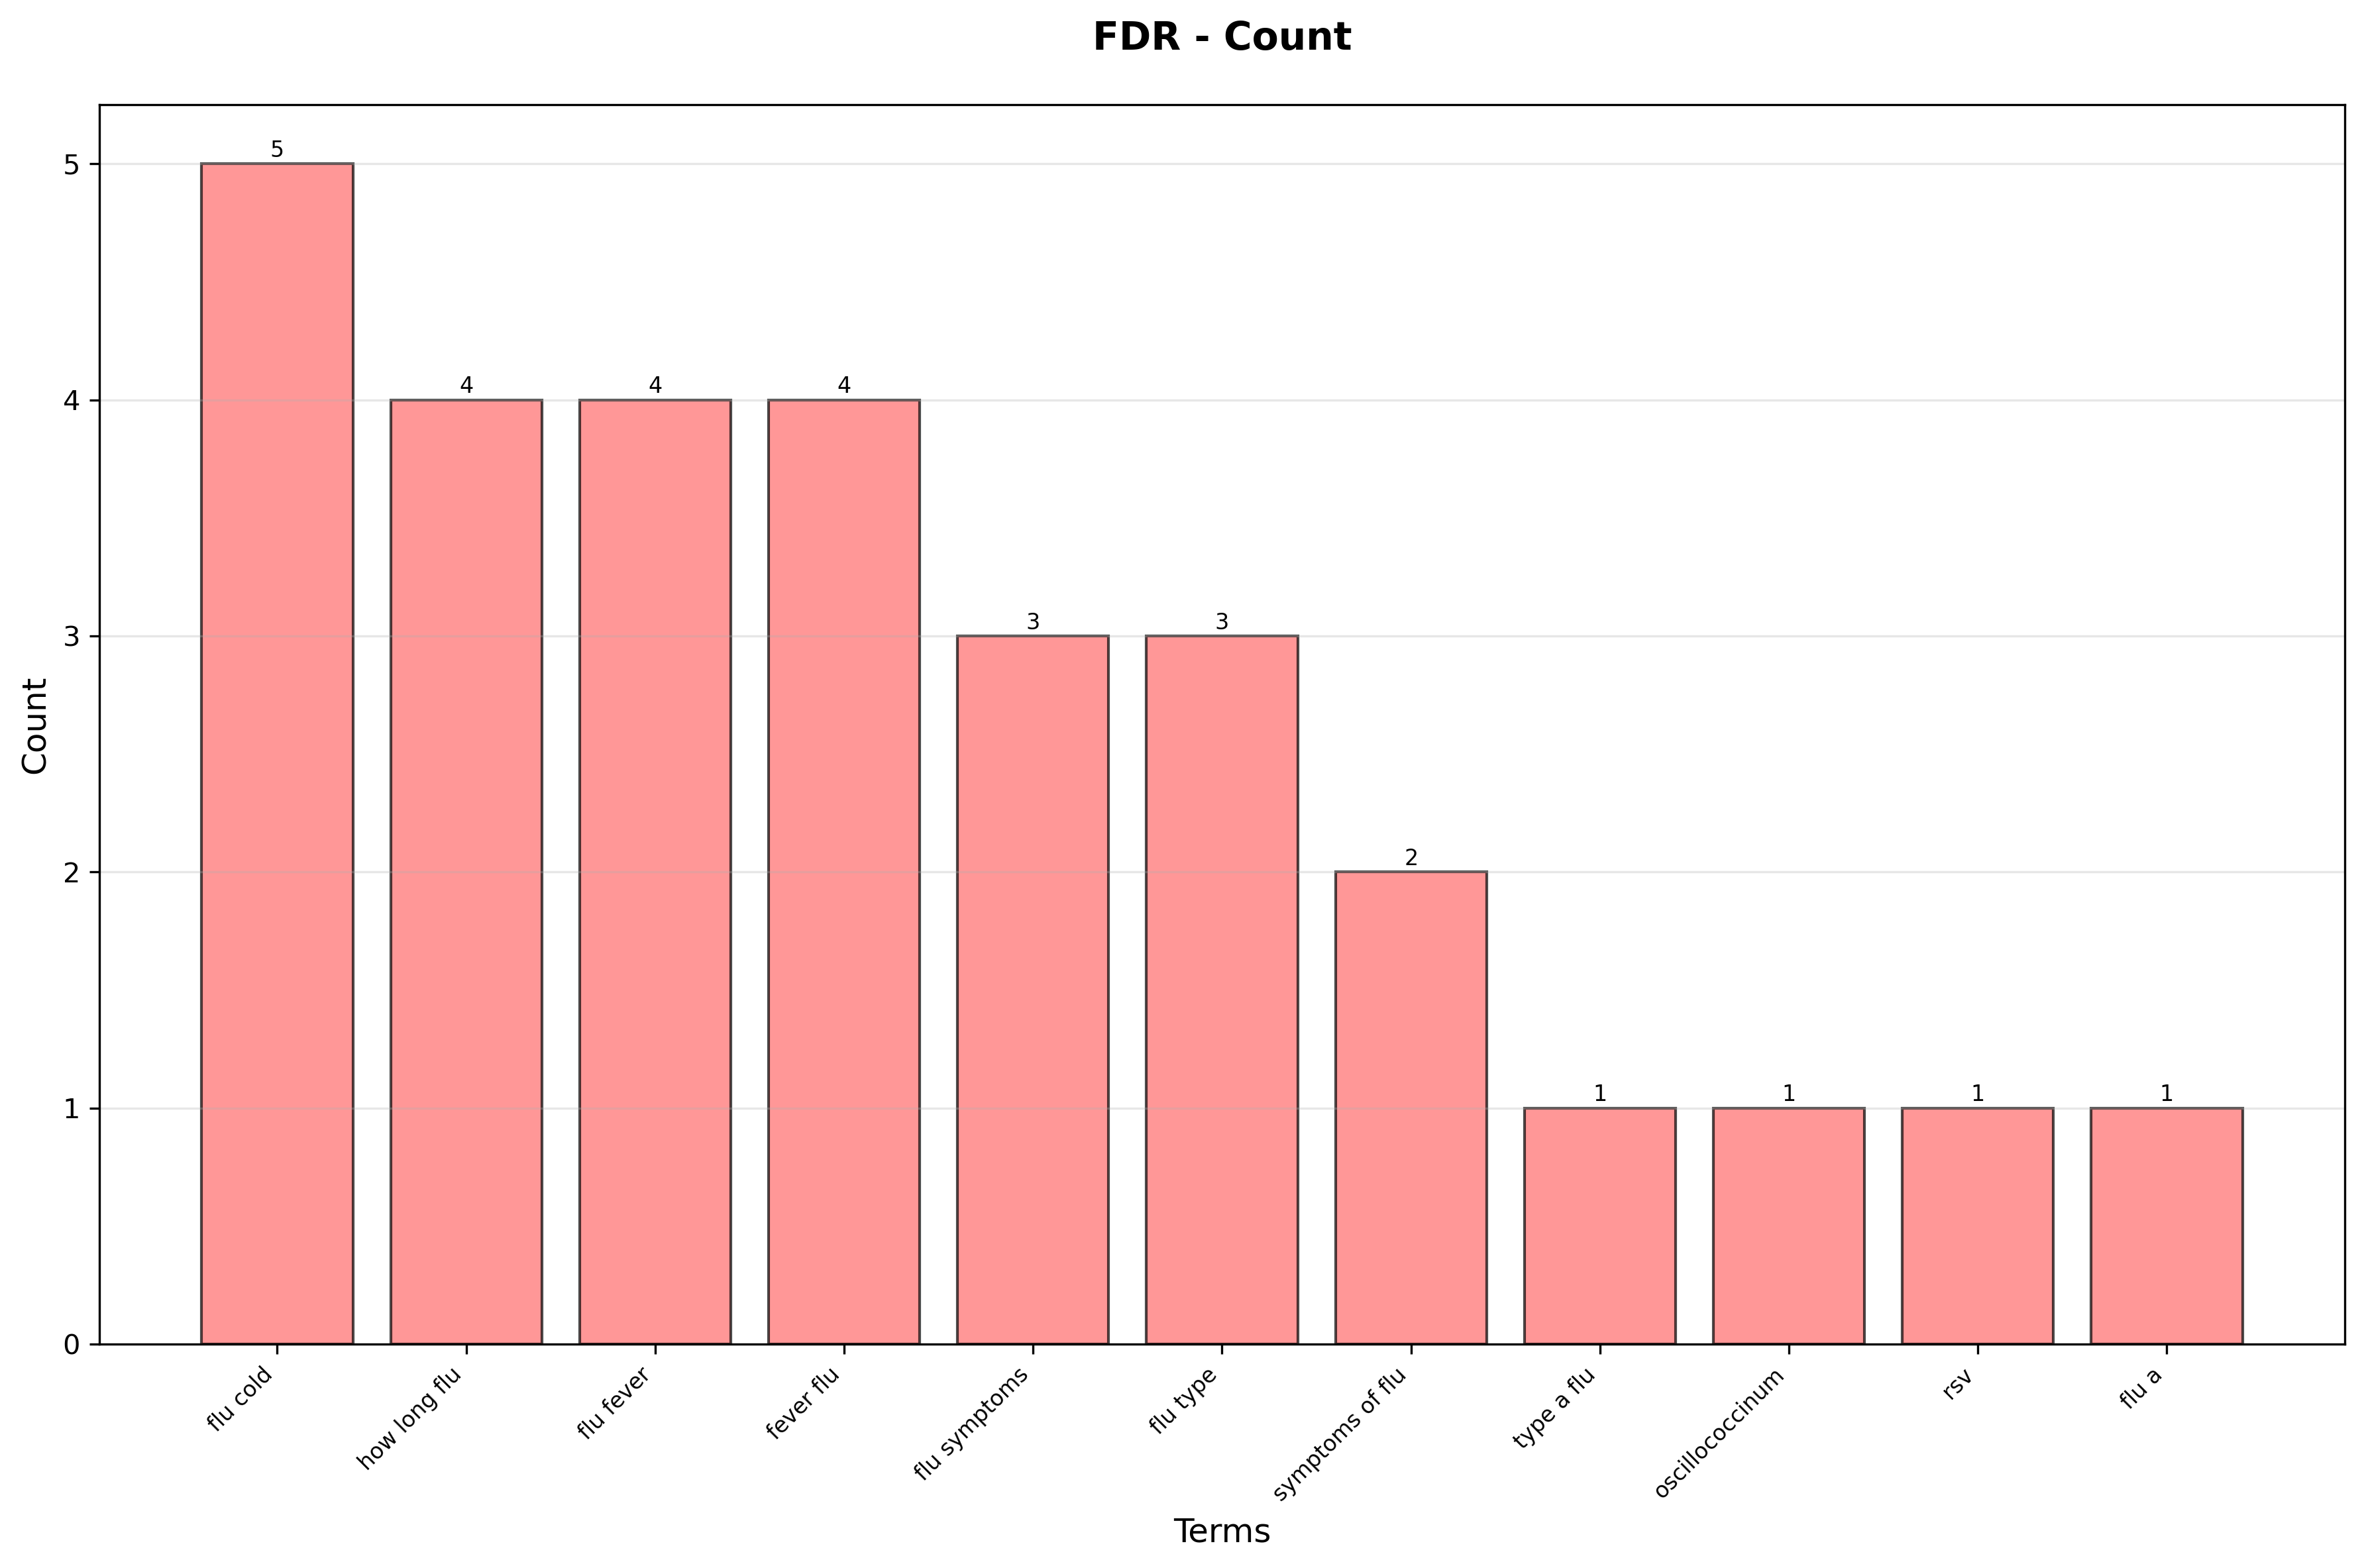 FDR - Count
5
4
4
4
3
3
2
1
1
1
1
5
4
3
2
1
0
Count
flu cold
how long flu
flu fever
fever flu
flu symptoms
flu type
symptoms of flu
type a flu
oscillococcinum
rsv
flu a
Terms